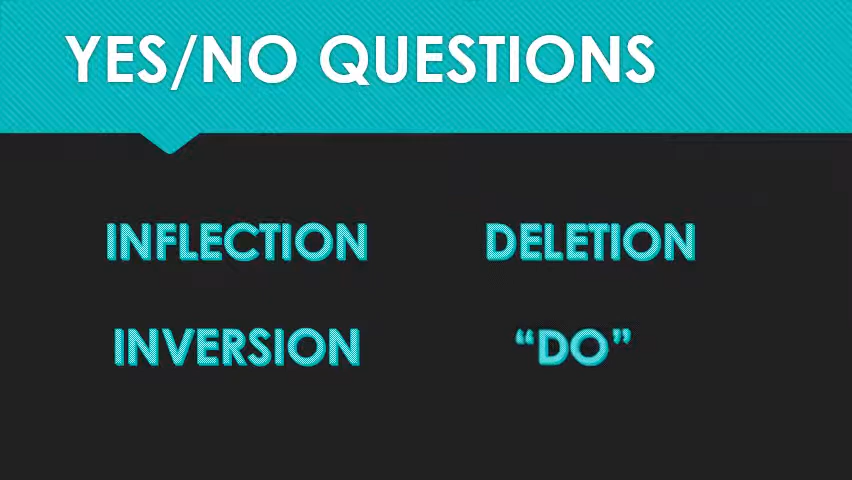 YES/NO QUESTIONS
INFLECTION
DELETION
INVERSION
“DO”